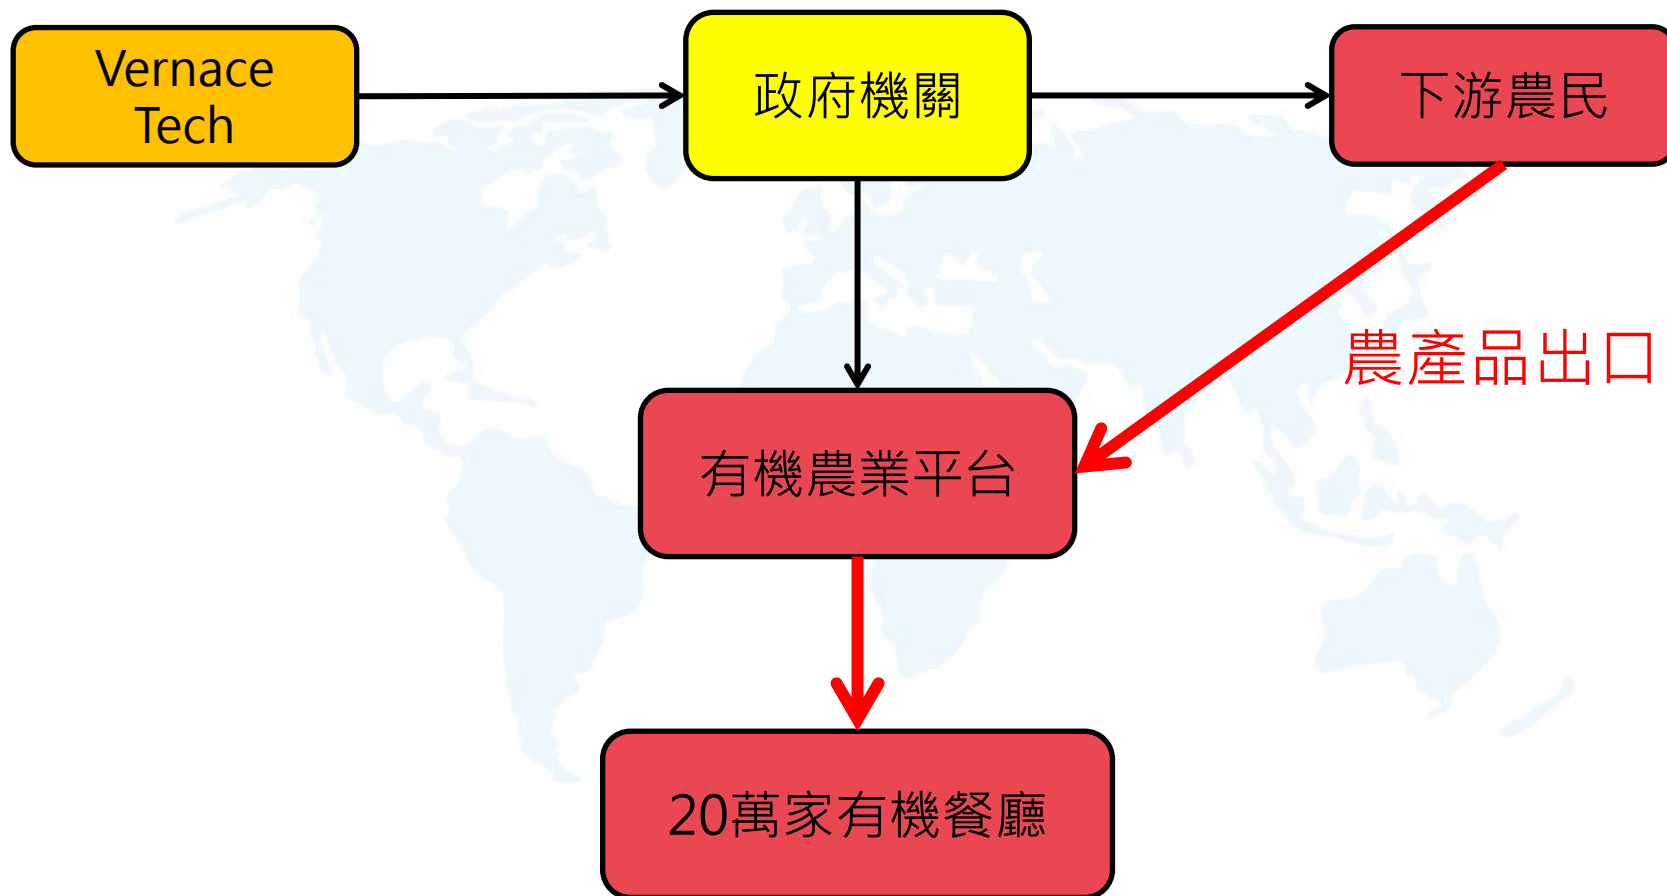 Vernace
Tech
政府機關
下游農民
農產品出口
有機農業平台
20萬家有機餐廳